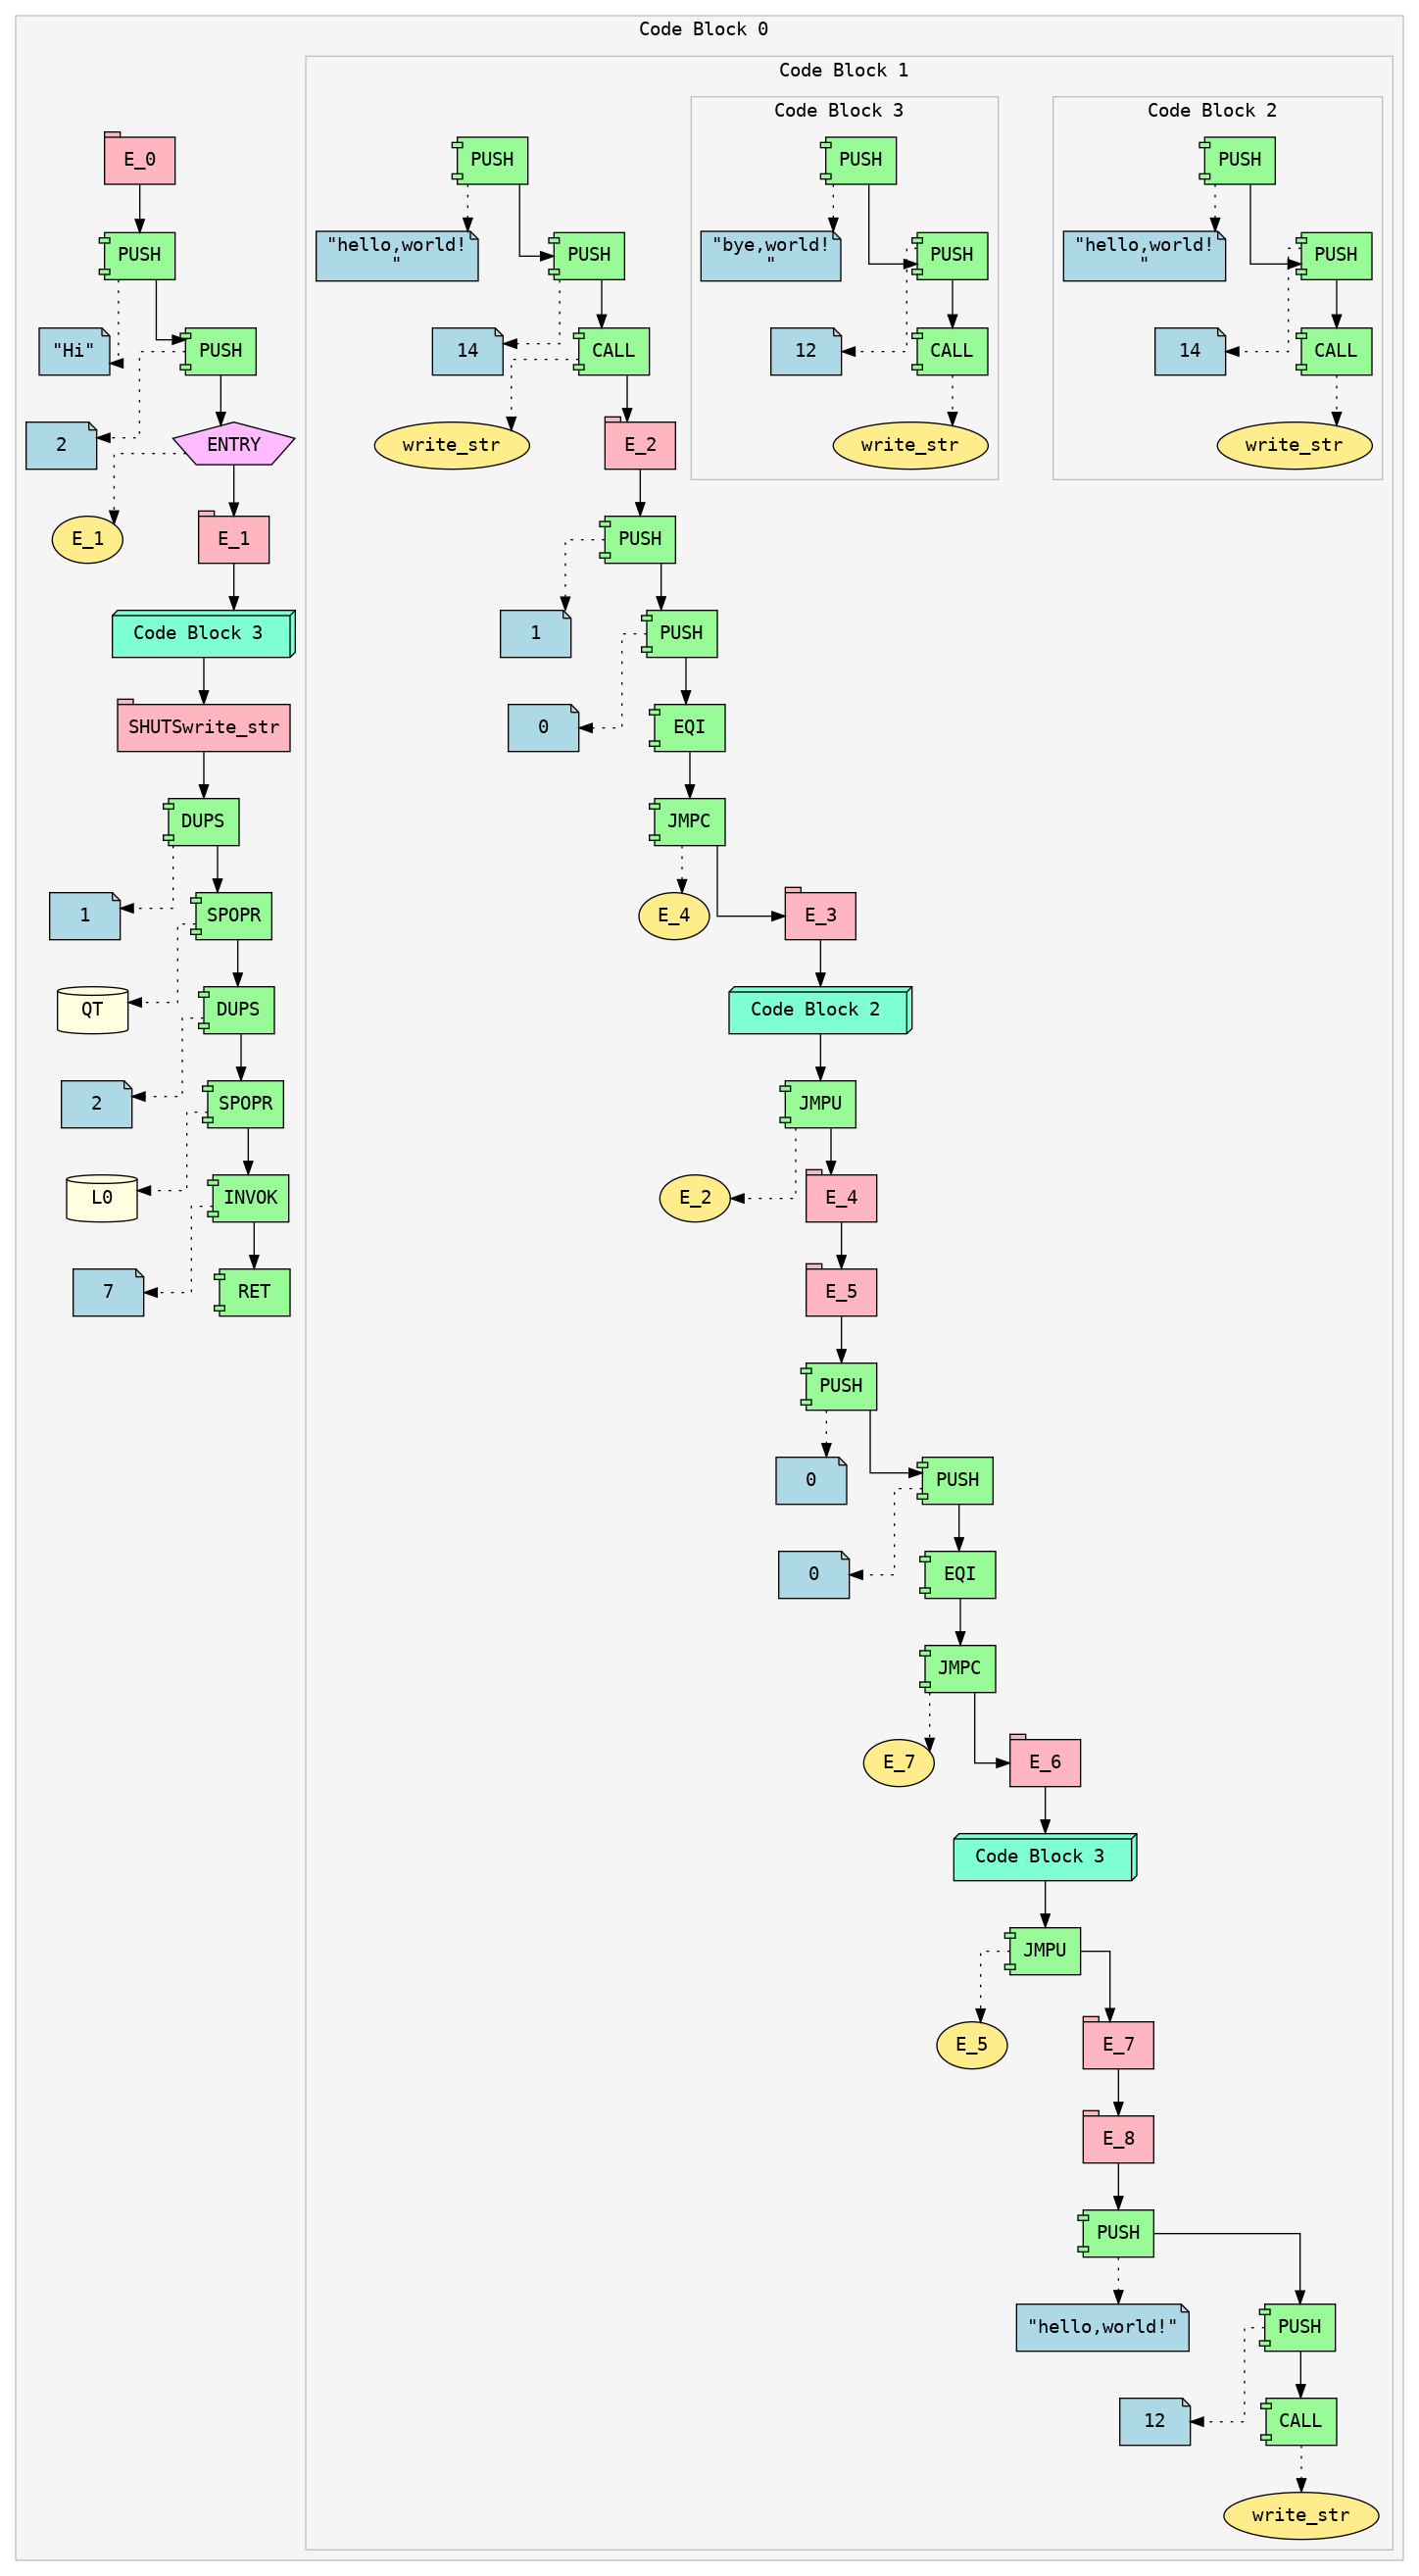 Code Block 0
E_0
PUSH
"Hi"
PUSH
2
ENTRY
E_1
E_1
Code Block 3
SHUTSwrite_str
DUPS
1
SPOPR
QT
DUPS
2
SPOPR
L0
INVOK
7
RET
Code Block 1
PUSH
"hello,world!
"
PUSH
14
CALL
write_str
E_2
PUSH
1
PUSH
0
EQI
JMPC
E_4
E_3
Code Block 2
JMPU
E_2
E_4
E_5
PUSH
0
PUSH
0
EQI
JMPC
E_7
E_6
Code Block 3
JMPU
E_5
E_7
E_8
PUSH
"hello,world!"
PUSH
12
CALL
write_str
Code Block 3
PUSH
"bye,world!
"
PUSH
12
CALL
write_str
Code Block 2
PUSH
"hello,world!
"
PUSH
14
CALL
write_str